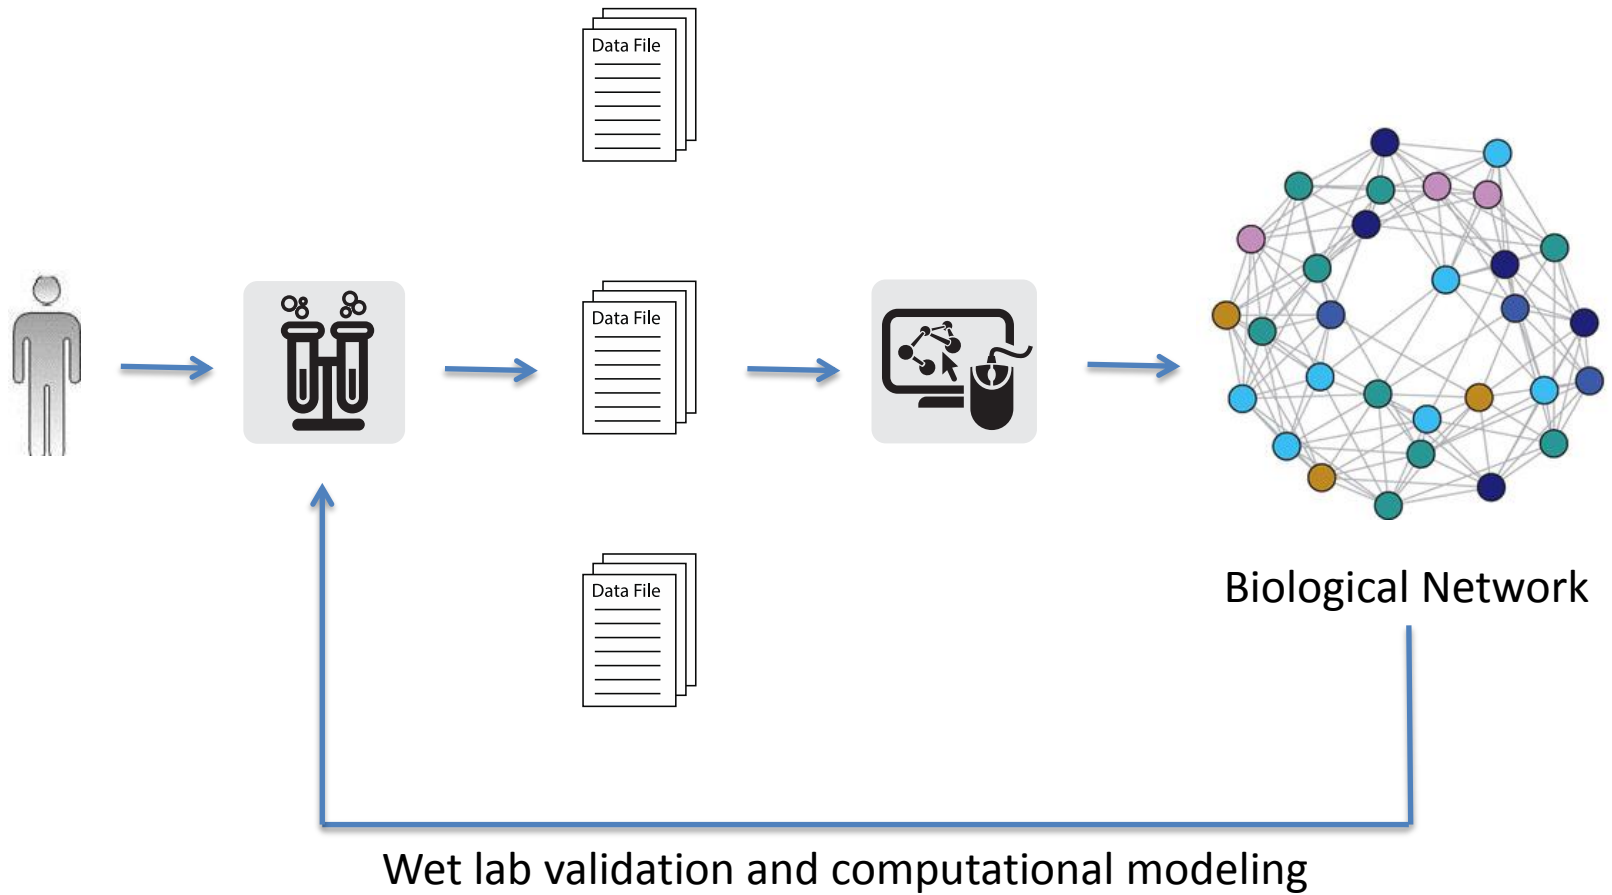 Data File
Data File
Data File
Biological Network
Wet lab validation and computational modeling